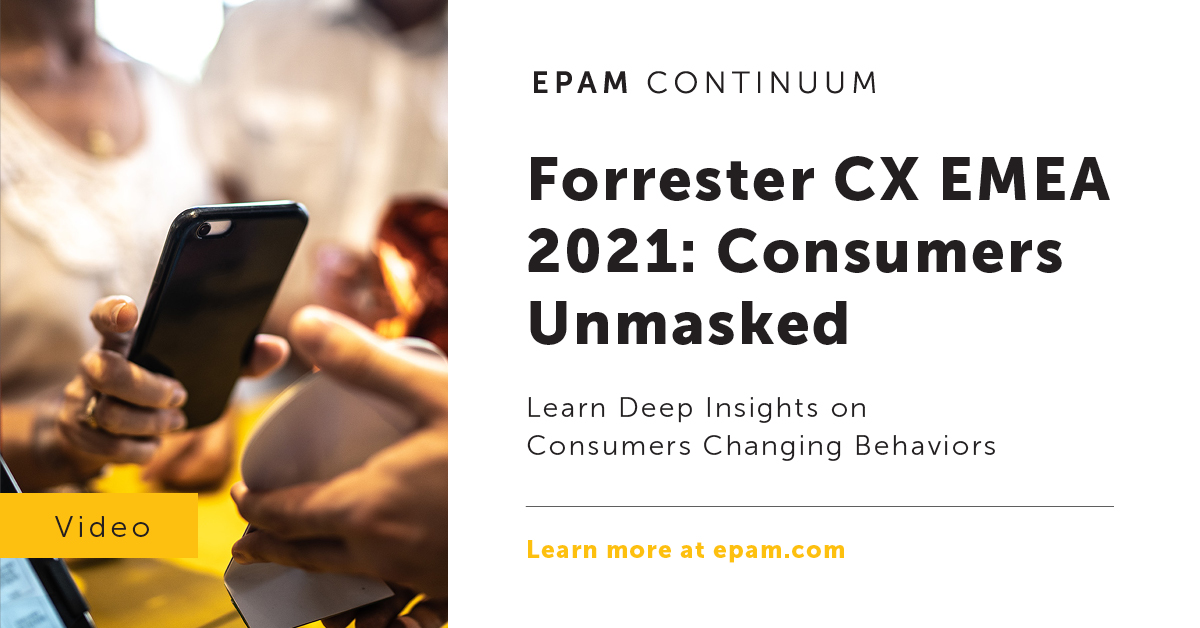 EPAM CONTINUUM
Forrester CX EMEA
2021: Consumers
Unmasked
Learn Deep Insights on
Consumers Changing Behaviors
Video
Learn more at epam.com